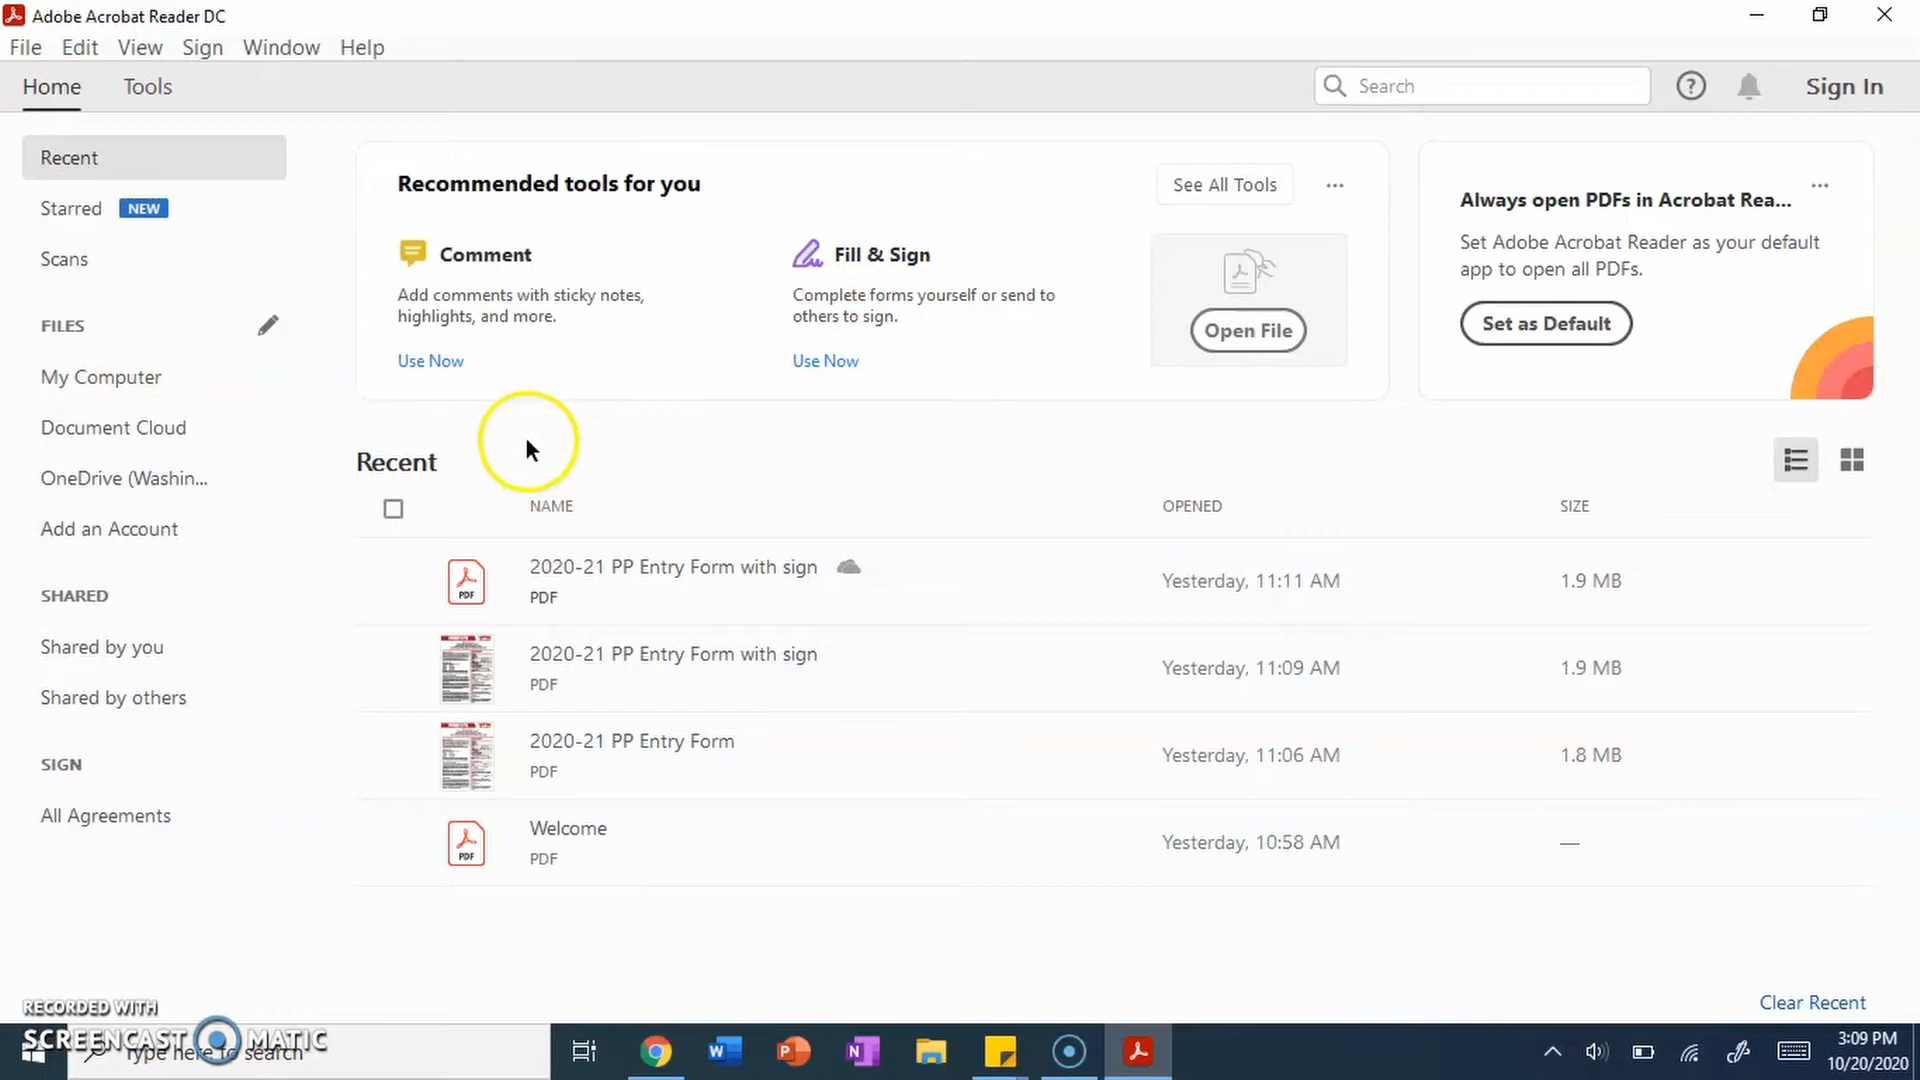 Adobe Acrobat Reader DC
File Edit View Sign Window Help
Home Tools
Search
Sign In
Recent
Starred NEW
Scans
FILES
My Computer
Document Cloud
OneDrive (Washin...
Add an Account
SHARED
Shared by you
Shared by others
SIGN
All Agreements
Recommended tools for you
See All Tools
Comment
Add comments with sticky notes,
highlights, and more.
Use Now
Fill & Sign
Complete forms yourself or send to
others to sign.
Use Now
Open File
Always open PDFs in Acrobat Rea...
Set Adobe Acrobat Reader as your default
app to open all PDFs.
Set as Default
Recent
NAME OPENED SIZE
2020-21 PP Entry Form with sign
PDF
Yesterday, 11:11 AM 1.9 MB
2020-21 PP Entry Form with sign
PDF
Yesterday, 11:09 AM 1.9 MB
2020-21 PP Entry Form
PDF
Yesterday, 11:06 AM 1.8 MB
Welcome
PDF
Yesterday, 10:58 AM —
Clear Recent
RECORDED WITH
SCREENCAST MATIC
Type here to search
3:09 PM
10/20/2020